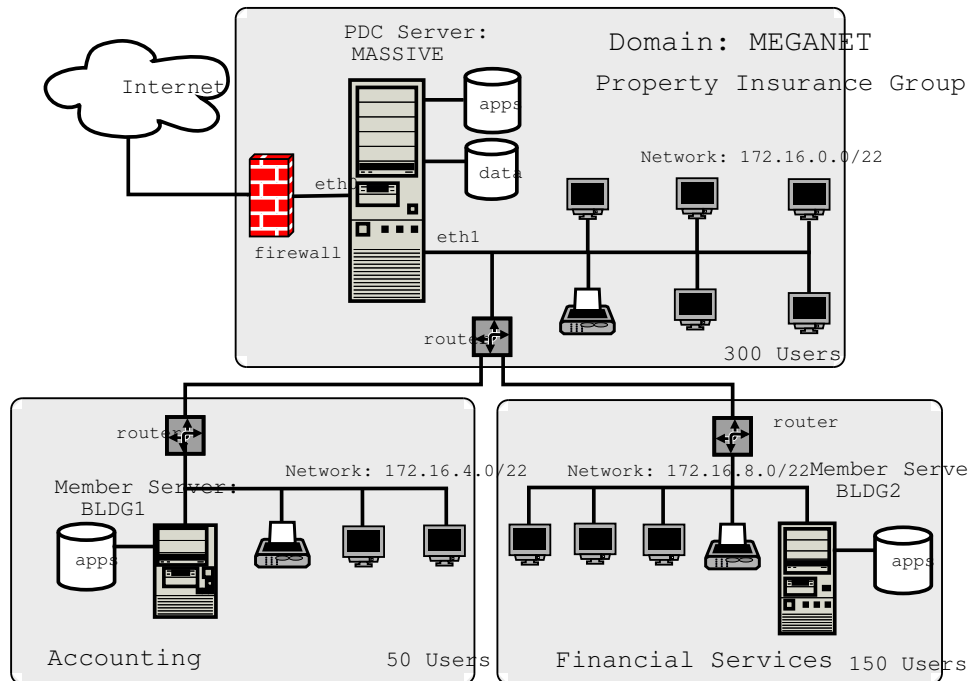 PDC Server:
MASSIVE
Domain: MEGANET
Property Insurance Group
Internet
apps
data
Network: 172.16.0.0/22
eth0
eth1
firewall
router
300 Users
router
Network: 172.16.4.0/22
Member Server:
BLDG1
apps
Accounting
50 Users
router
Network: 172.16.8.0/22
Member Serve
BLDG2
apps
Financial Services
150 Users